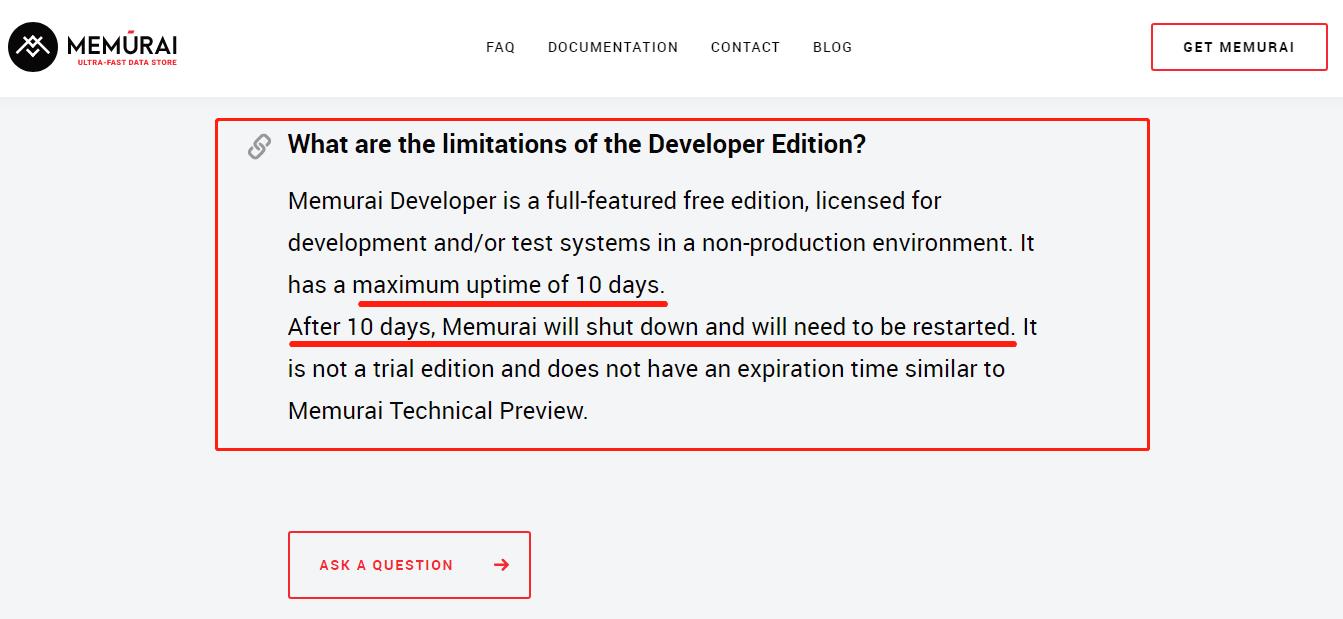 MEMŪRAI
ULTRA-FAST DATA STORE
FAQ
DOCUMENTATION
CONTACT
BLOG
GET MEMURAI
What are the limitations of the Developer Edition?
Memurai Developer is a full-featured free edition, licensed for
development and/or test systems in a non-production environment. It
has a maximum uptime of 10 days.
After 10 days, Memurai will shut down and will need to be restarted. It
is not a trial edition and does not have an expiration time similar to
Memurai Technical Preview.
ASK A QUESTION